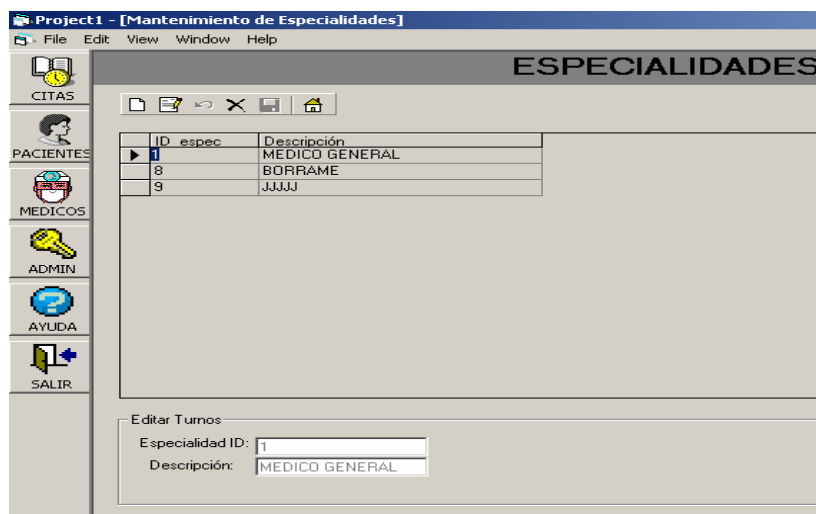 Project1 - [Mantenimiento de Especialidades]
File Edit View Window Help
ESPECIALIDADES
CITAS
PACIENTES
MEDICOS
ADMIN
AYUDA
SALIR
ID_espec Descripción
1 MEDICO GENERAL
8 BORRAME
9 JJJJJ
Editar Turnos
Especialidad ID: 1
Descripción: MEDICO GENERAL